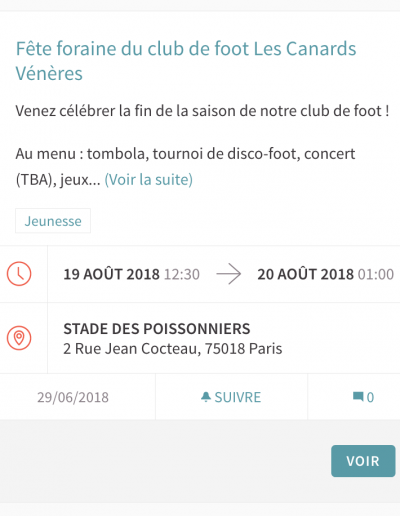 Fête foraine du club de foot Les Canards
Vénères
Venez célébrer la fin de la saison de notre club de foot !
Au menu : tombola, tournoi de disco-foot, concert
(TBA), jeux... (Voir la suite)
Jeunesse
19 AOÛT 2018 12:30 20 AOÛT 2018 01:00
STADE DES POISSONNIERS
2 Rue Jean Cocteau, 75018 Paris
29/06/2018 SUIVRE 0
VOIR